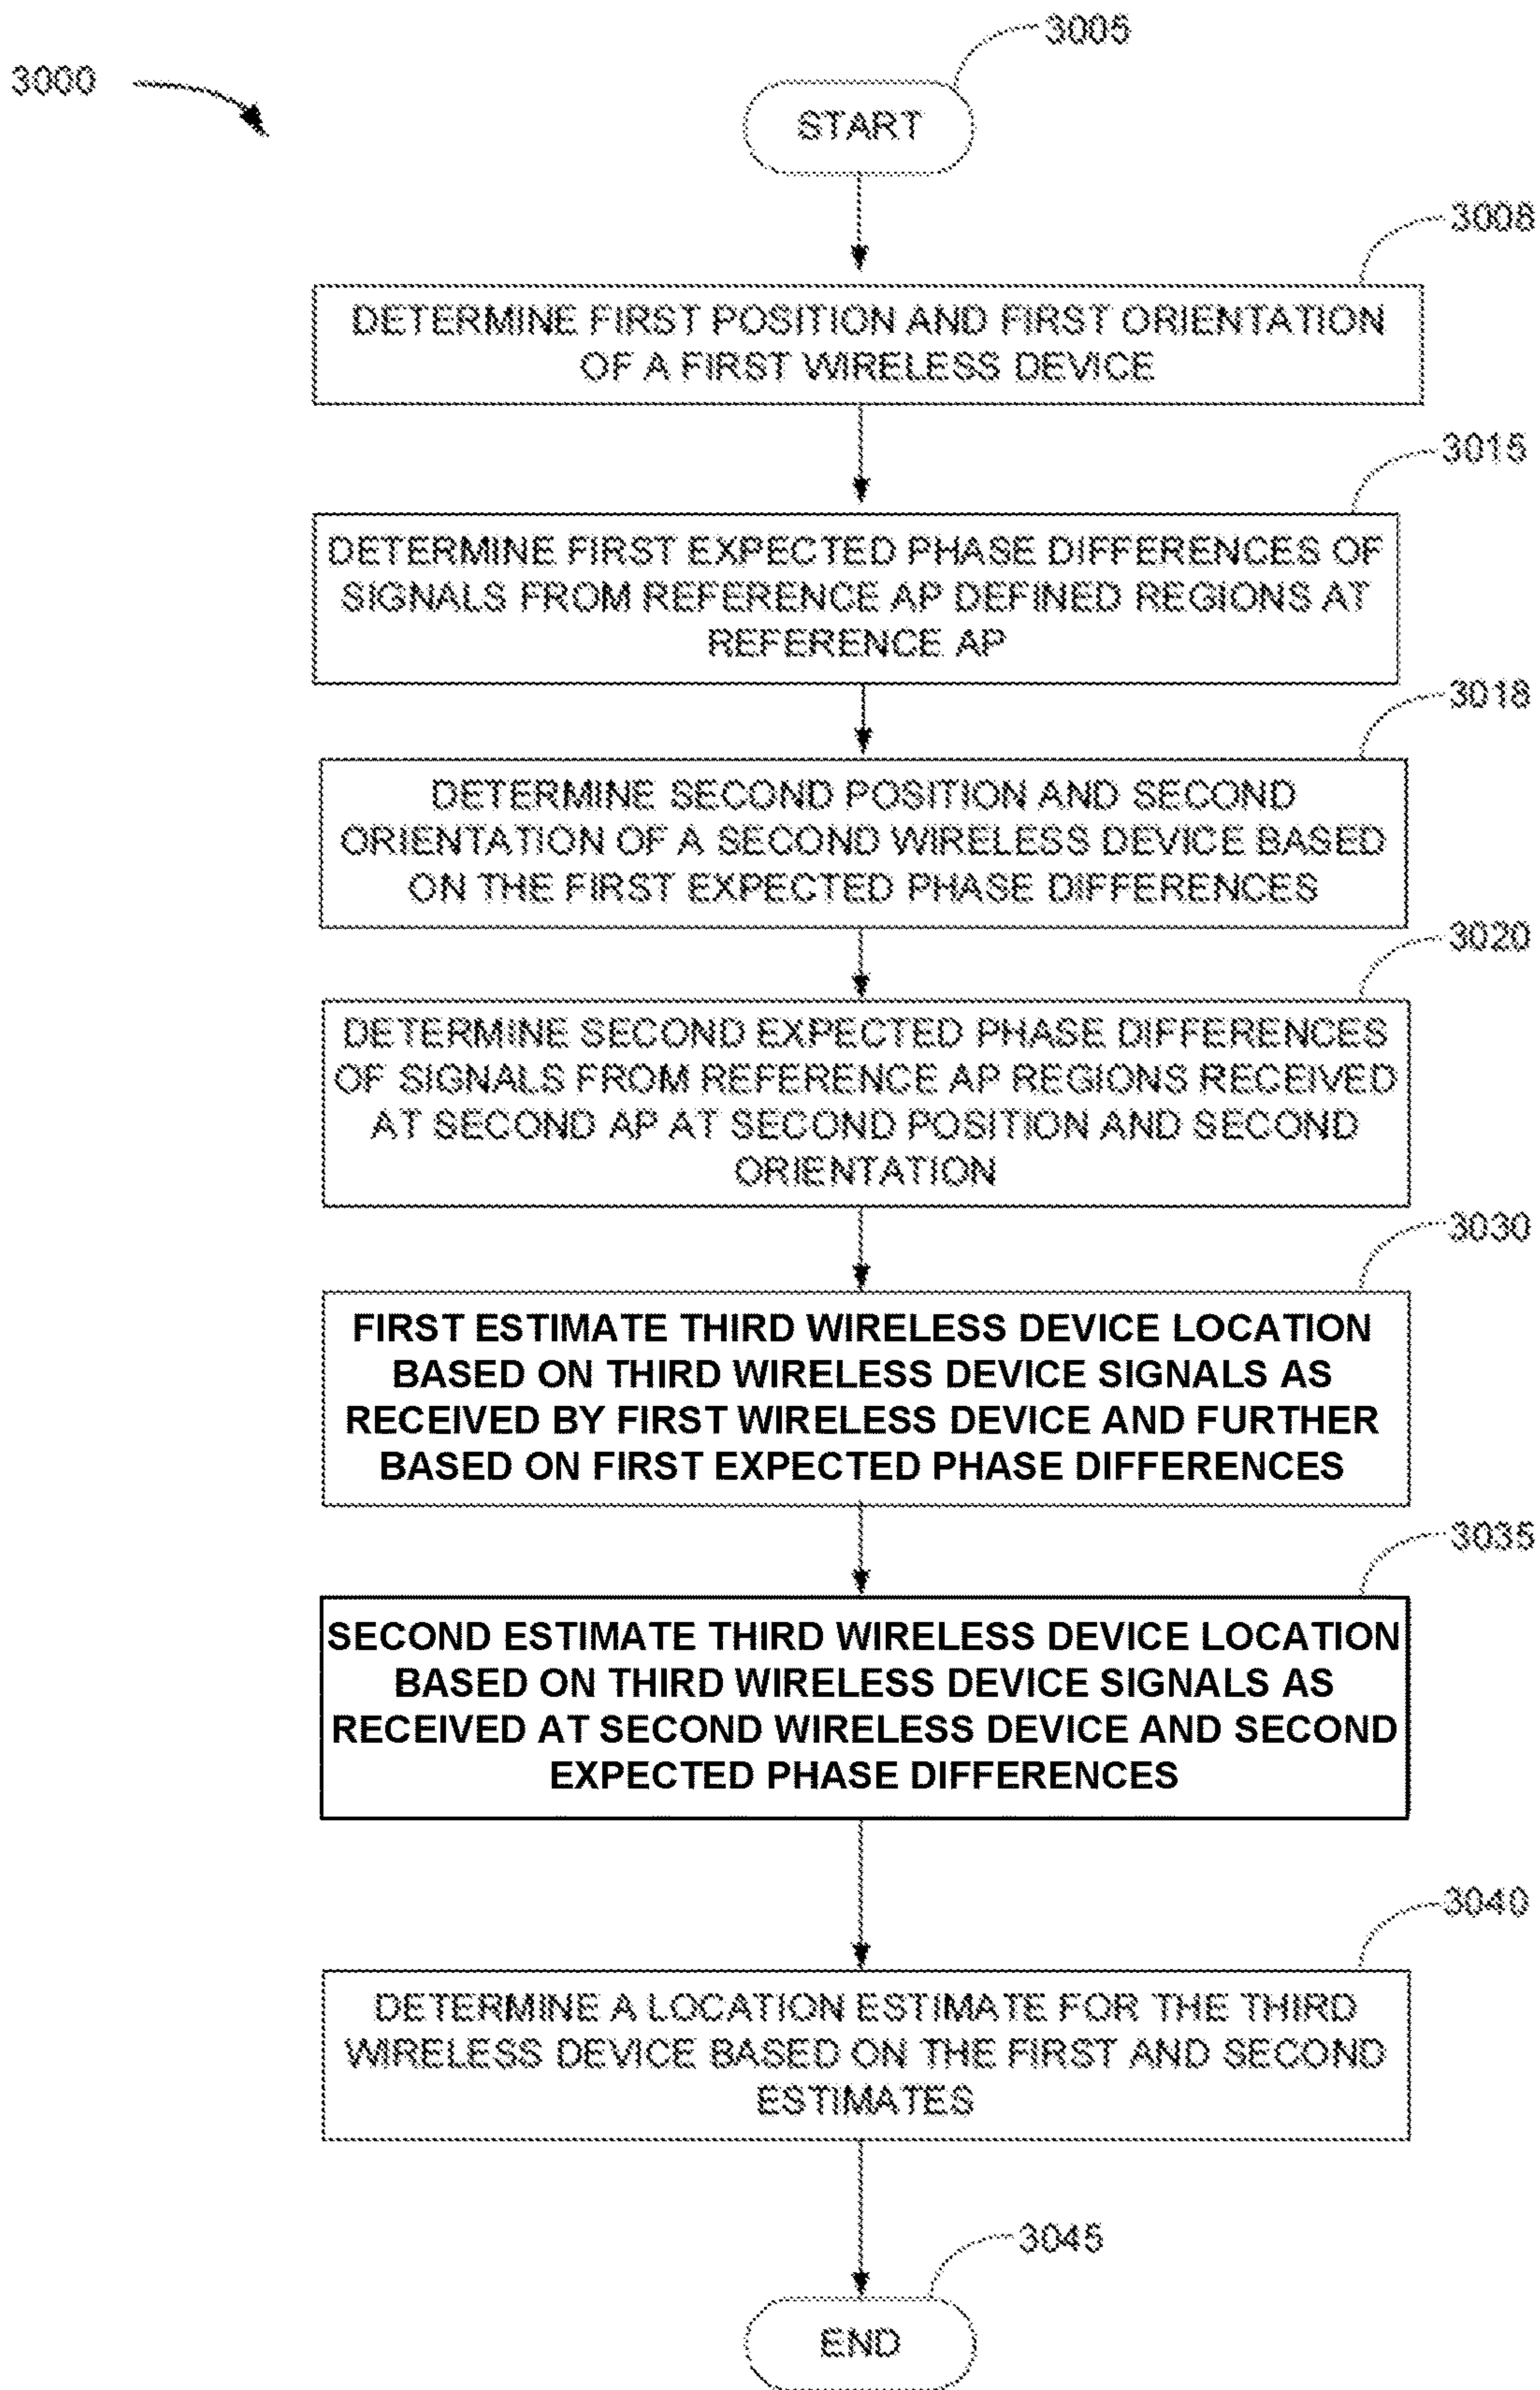 3000
3005
START
3008
DETERMINE FIRST POSITION AND FIRST ORIENTATION
OF A FIRST WIRELESS DEVICE
3015
DETERMINE FIRST EXPECTED PHASE DIFFERENCES OF
SIGNALS FROM REFERENCE AP DEFINED REGIONS AT
REFERENCE AP
3018
DETERMINE SECOND POSITION AND SECOND
ORIENTATION OF A SECOND WIRELESS DEVICE BASED
ON THE FIRST EXPECTED PHASE DIFFERENCES
3020
DETERMINE SECOND EXPECTED PHASE DIFFERENCES
OF SIGNALS FROM REFERENCE AP REGIONS RECEIVED
AT SECOND AP AT SECOND POSITION AND SECOND
ORIENTATION
3030
FIRST ESTIMATE THIRD WIRELESS DEVICE LOCATION
BASED ON THIRD WIRELESS DEVICE SIGNALS AS
RECEIVED BY FIRST WIRELESS DEVICE AND FURTHER
BASED ON FIRST EXPECTED PHASE DIFFERENCES
3035
SECOND ESTIMATE THIRD WIRELESS DEVICE LOCATION
BASED ON THIRD WIRELESS DEVICE SIGNALS AS
RECEIVED AT SECOND WIRELESS DEVICE AND SECOND
EXPECTED PHASE DIFFERENCES
3040
DETERMINE A LOCATION ESTIMATE FOR THE THIRD
WIRELESS DEVICE BASED ON THE FIRST AND SECOND
ESTIMATES
3045
END